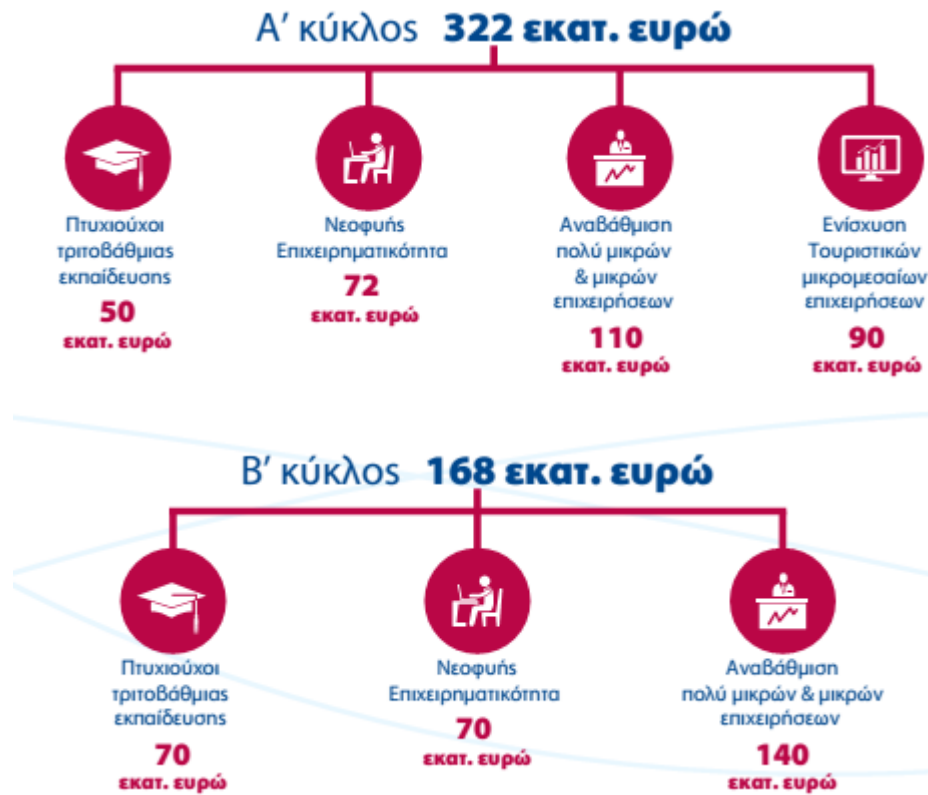 Α' κύκλος 322 εκατ. ευρώ
Πτυχιούχοι
τριτοβάθμιας
εκπαίδευσης
50
εκατ. ευρώ
Νεοφυής
Επιχειρηματικότητα
72
εκατ. ευρώ
Αναβάθμιση
πολύ μικρών
& μικρών
επιχειρήσεων
110
εκατ. ευρώ
Ενίσχυση
Τουριστικών
μικρομεσαίων
επιχειρήσεων
90
εκατ. ευρώ
Β' κύκλος 168 εκατ. ευρώ
Πτυχιούχοι
τριτοβάθμιας
εκπαίδευσης
70
εκατ. ευρώ
Νεοφυής
Επιχειρηματικότητα
70
εκατ. ευρώ
Αναβάθμιση
πολύ μικρών & μικρών
επιχειρήσεων
140
εκατ. ευρώ